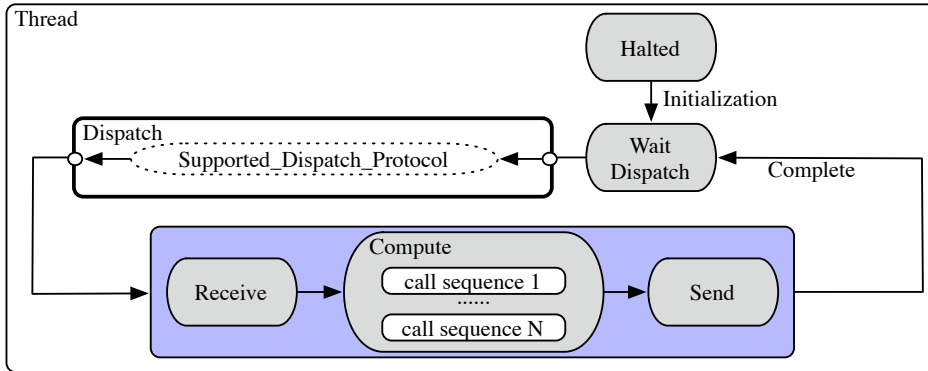 Thread
Halted
Initialization
Dispatch
Supported_Dispatch_Protocol
Wait
Dispatch
Complete
Compute
Receive
call sequence 1
......
call sequence N
Send